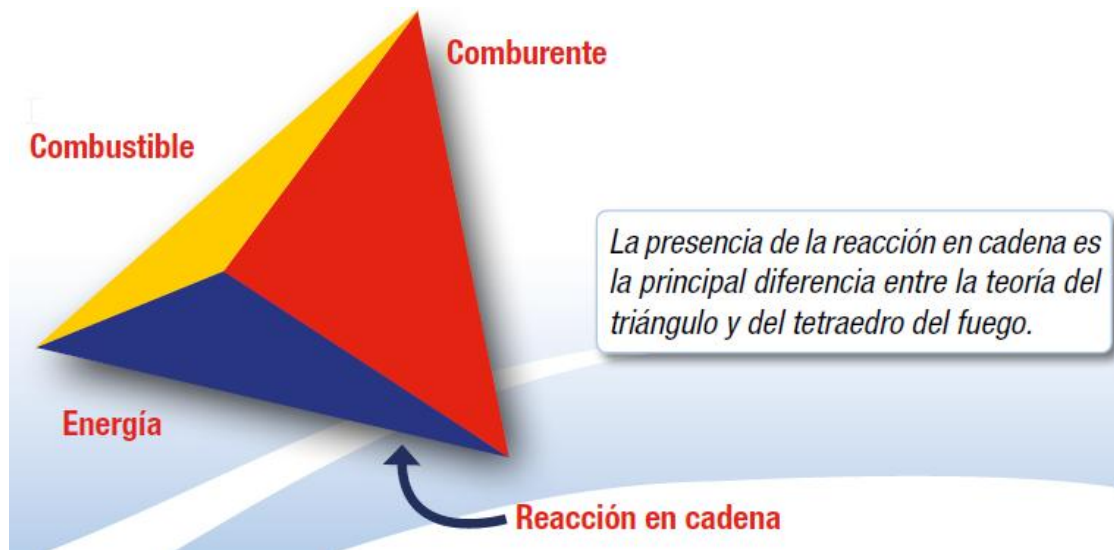 Comburente
Combustible
La presencia de la reacción en cadena es
la principal diferencia entre la teoría del
triángulo y del tetraedro del fuego.
Energía
Reacción en cadena